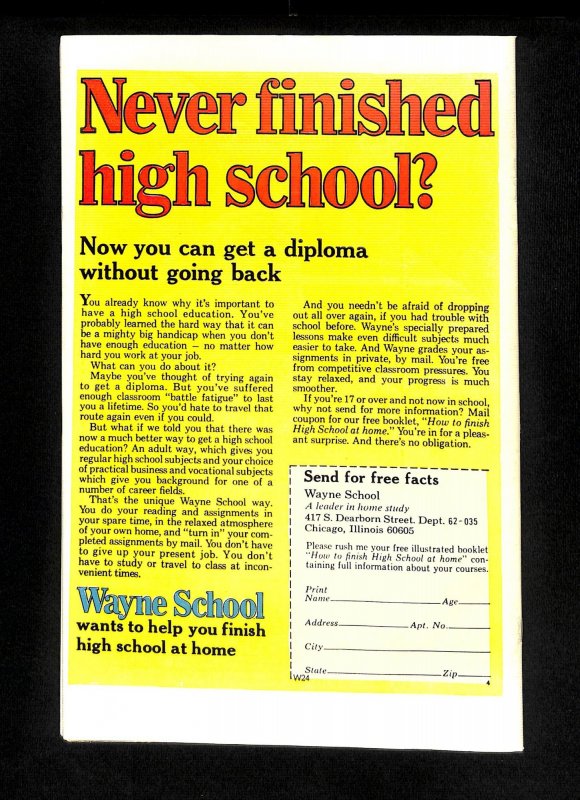 Never finished
high school?
Now you can get a diploma
without going back
You already know why it's important to
have a high school education. You've
probably learned the hard way that it can
be a mighty big handicap when you don't
have enough education – no matter how
hard you work at your job.
What can you do about it?
Maybe you've thought of trying again
to get a diploma. But you've suffered
enough classroom "battle fatigue" to last
you a lifetime. So you'd hate to travel that
route again even if you could.
But what if we told you that there was
now a much better way to get a high school
education? An adult way, which gives you
regular high school subjects and your choice
of practical business and vocational subjects
which give you background for one of a
number of career fields.
That's the unique Wayne School way.
You do your reading and assignments in
your spare time, in the relaxed atmosphere
of your own home, and "turn in" your com-
pleted assignments by mail. You don't have
to give up your present job. You don't
have to study or travel to class at incon-
venient times.
Wayne School
wants to help you finish
high school at home
And you needn't be afraid of dropping
out all over again, if you had trouble with
school before. Wayne's specially prepared
lessons make even difficult subjects much
easier to take. And Wayne grades your as-
signments in private, by mail. You're free
from competitive classroom pressures. You
stay relaxed, and your progress is much
smoother.
If you're 17 or over and not now in school,
why not send for more information? Mail
coupon for our free booklet, "How to finish
High School at home." You're in for a pleas-
ant surprise. And there's no obligation.
Send for free facts
Wayne School
A leader in home study
417 S. Dearborn Street. Dept. 62-035
Chicago, Illinois 60605
Please rush me your free illustrated booklet
"How to finish High School at home" con-
taining full information about your courses.
Print
Name Age
Address Apt. No.
City
State Zip
W24 4